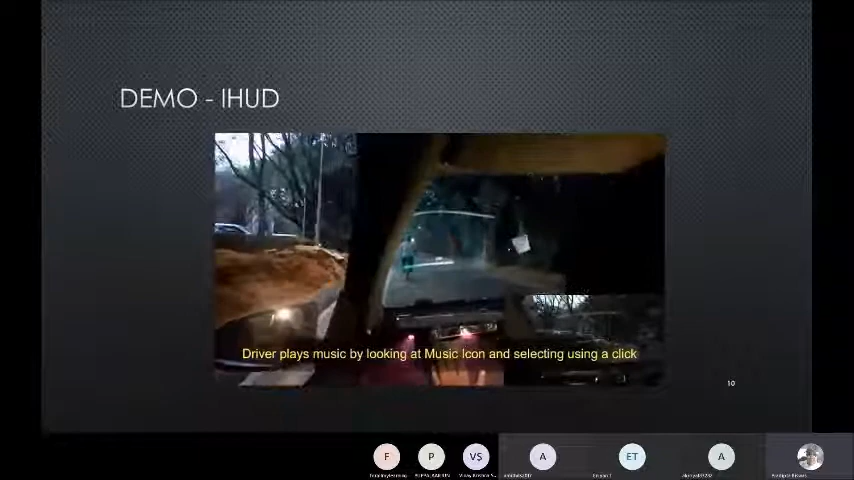 DEMO - IHUD
Driver plays music by looking at Music Icon and selecting using a click
10
F
P
VS
A
ET
A